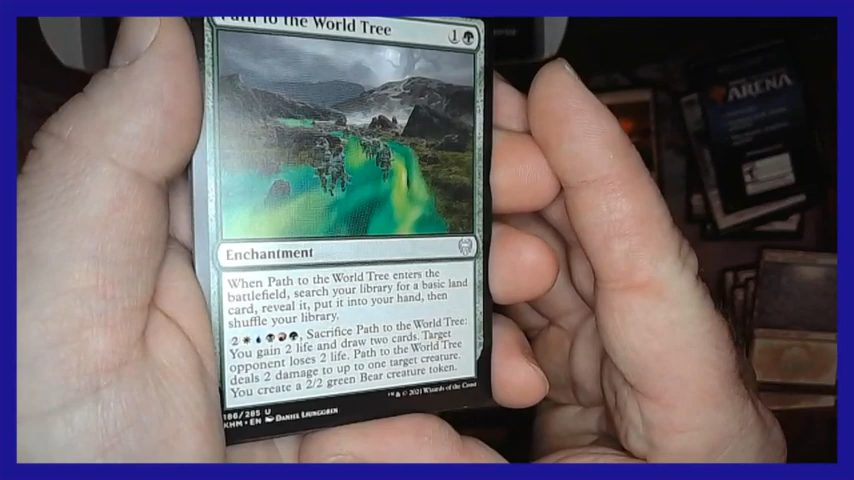 Path to the World Tree 1
Enchantment
When Path to the World Tree enters the
battlefield, search your library for a basic land
card, reveal it, put it into your hand, then
shuffle your library.
2, Sacrifice Path to the World Tree:
You gain 2 life and draw two cards. Target
opponent loses 2 life. Path to the World Tree
deals 2 damage to up to one target creature.
You create a 2/2 green Bear creature token.
186/285 U
KHM • EN Daniel Ljunggren
™ & © 2021 Wizards of the Coast
ARENA